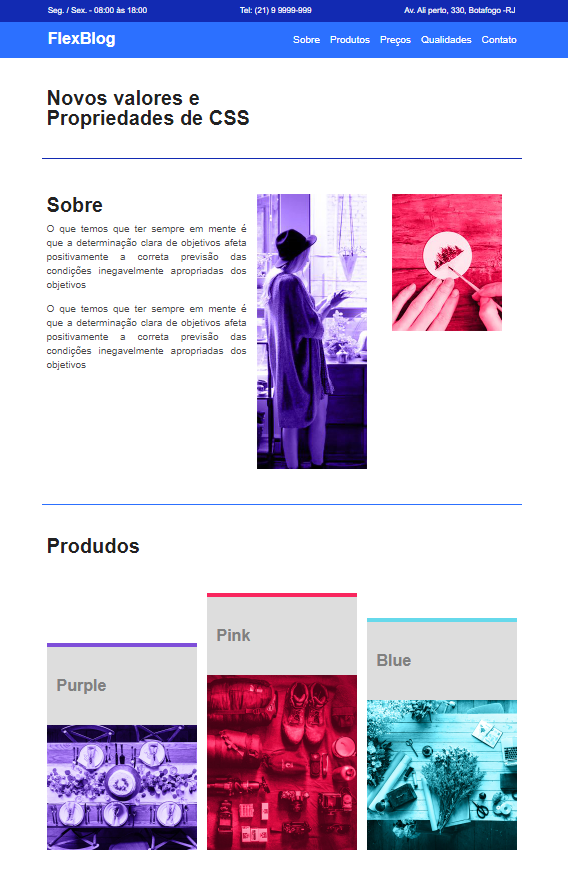 Seg. / Sex. - 08:00 às 18:00 Tel: (21) 9 9999-999 Av. Ali perto, 330, Botafogo -RJ
FlexBlog Sobre Produtos Preços Qualidades Contato
Novos valores e
Propriedades de CSS
Sobre
O que temos que ter sempre em mente é
que a determinação clara de objetivos afeta
positivamente a correta previsão das
condições inegavelmente apropriadas dos
objetivos
O que temos que ter sempre em mente é
que a determinação clara de objetivos afeta
positivamente a correta previsão das
condições inegavelmente apropriadas dos
objetivos
Produdos
Purple
Pink
Blue